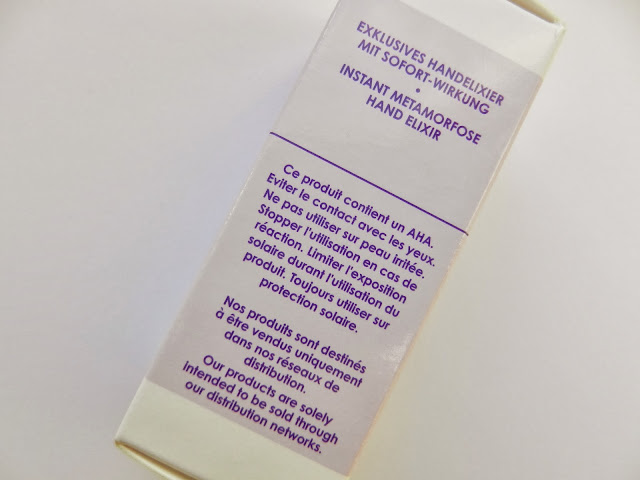 EXKLUSIVES HANDELIXIER
MIT SOFORT-WIRKUNG
•
INSTANT METAMORFOSE
HAND ELIXIR
Ce produit contient un AHA.
Eviter le contact avec les yeux.
Ne pas utiliser sur peau irritée.
Stopper l'utilisation en cas de
réaction. Limiter l'exposition
solaire durant l'utilisation du
produit. Toujours utiliser sur
protection solaire.
Nos produits sont destinés
à être vendus uniquement
dans nos réseaux de
distribution.
Our products are solely
intended to be sold through
our distribution networks.